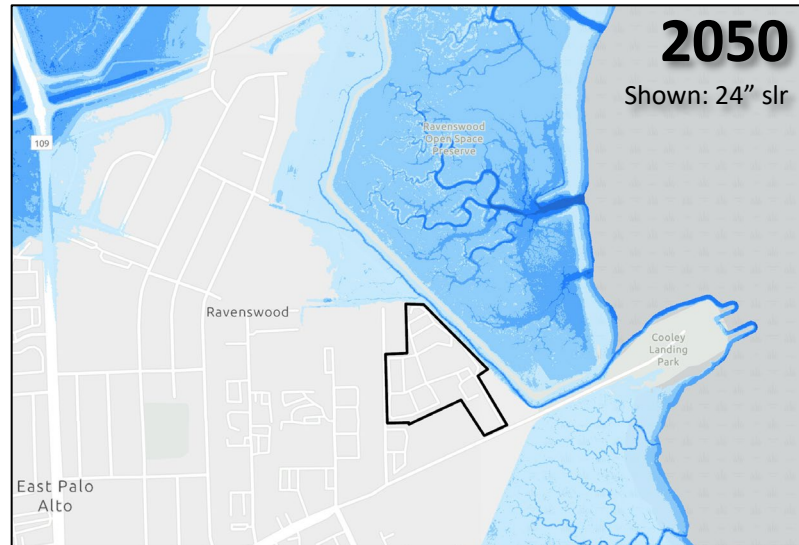 2050
Shown: 24” slr
109
Ravenswood
Open Space
Preserve
Ravenswood
Cooley
Landing
Park
East Palo
Alto